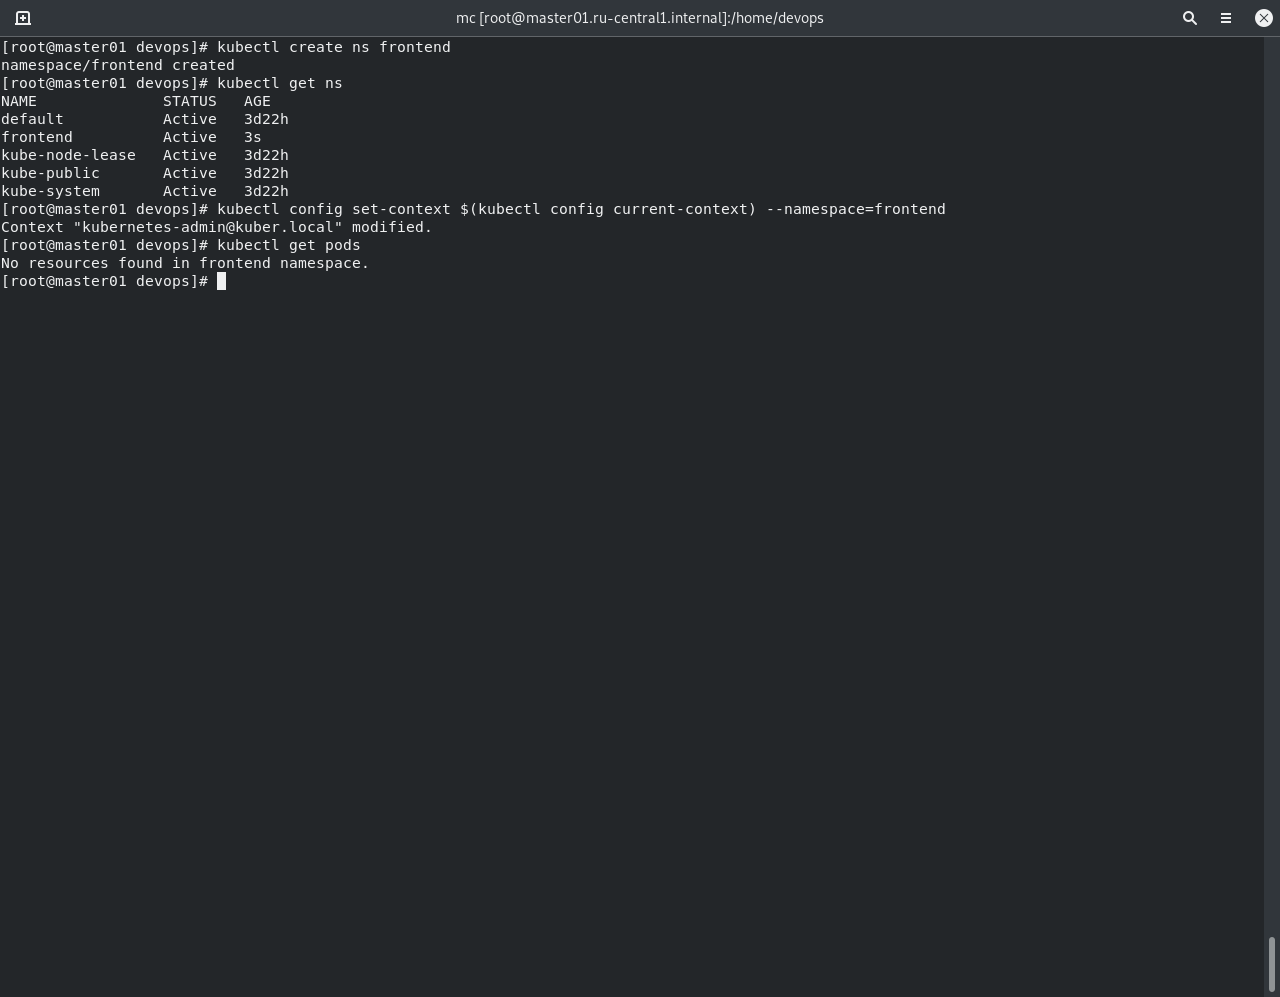 mc [root@master01.ru-central1.internal]:/home/devops
[root@master01 devops]# kubectl create ns frontend
namespace/frontend created
[root@master01 devops]# kubectl get ns
NAME              STATUS   AGE
default           Active   3d22h
frontend          Active   3s
kube-node-lease   Active   3d22h
kube-public       Active   3d22h
kube-system       Active   3d22h
[root@master01 devops]# kubectl config set-context $(kubectl config current-context) --namespace=frontend
Context "kubernetes-admin@kuber.local" modified.
[root@master01 devops]# kubectl get pods
No resources found in frontend namespace.
[root@master01 devops]#